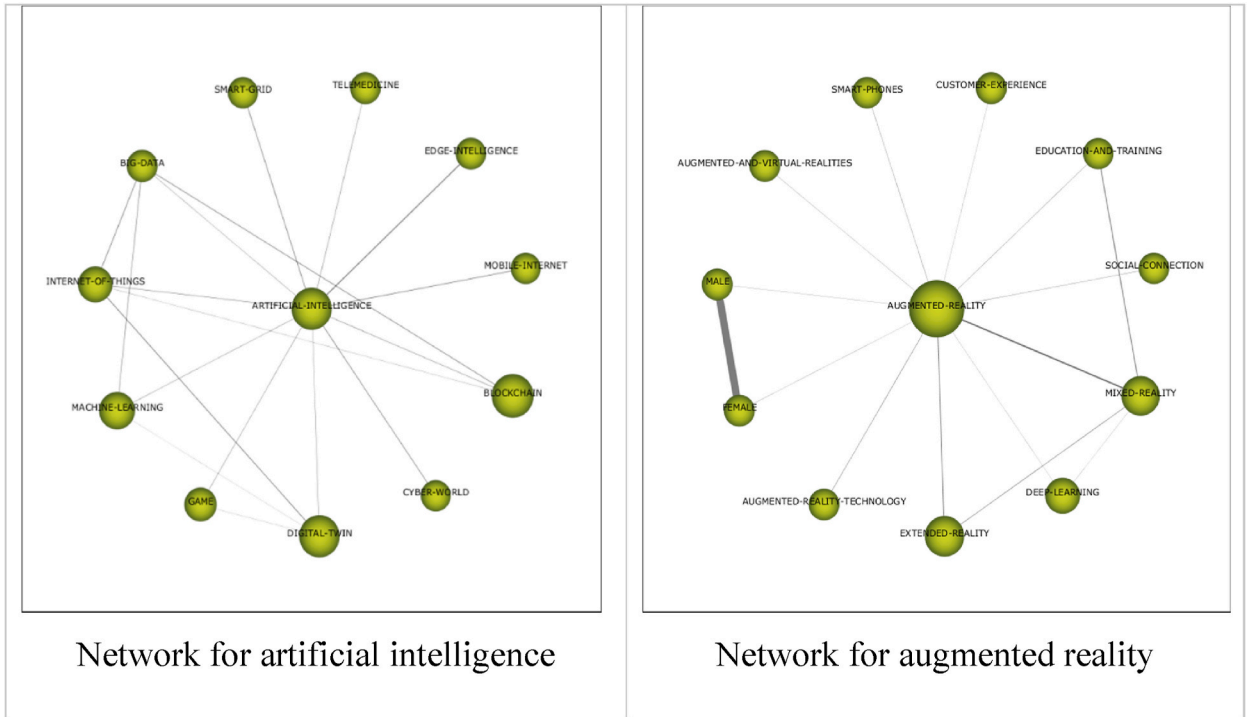 SMART-GRID
TELEMEDICINE
EDGE-INTELLIGENCE
BIG-DATA
MOBILE-INTERNET
INTERNET-OF-THINGS
ARTIFICIAL-INTELLIGENCE
BLOCKCHAIN
MACHINE-LEARNING
CYBER-WORLD
GAME
DIGITAL-TWIN
Network for artificial intelligence
SMART-PHONES
CUSTOMER-EXPERIENCE
EDUCATION-AND-TRAINING
AUGMENTED-AND-VIRTUAL-REALITIES
SOCIAL-CONNECTION
MALE
AUGMENTED-REALITY
MIXED-REALITY
FEMALE
DEEP-LEARNING
AUGMENTED-REALITY-TECHNOLOGY
EXTENDED-REALITY
Network for augmented reality